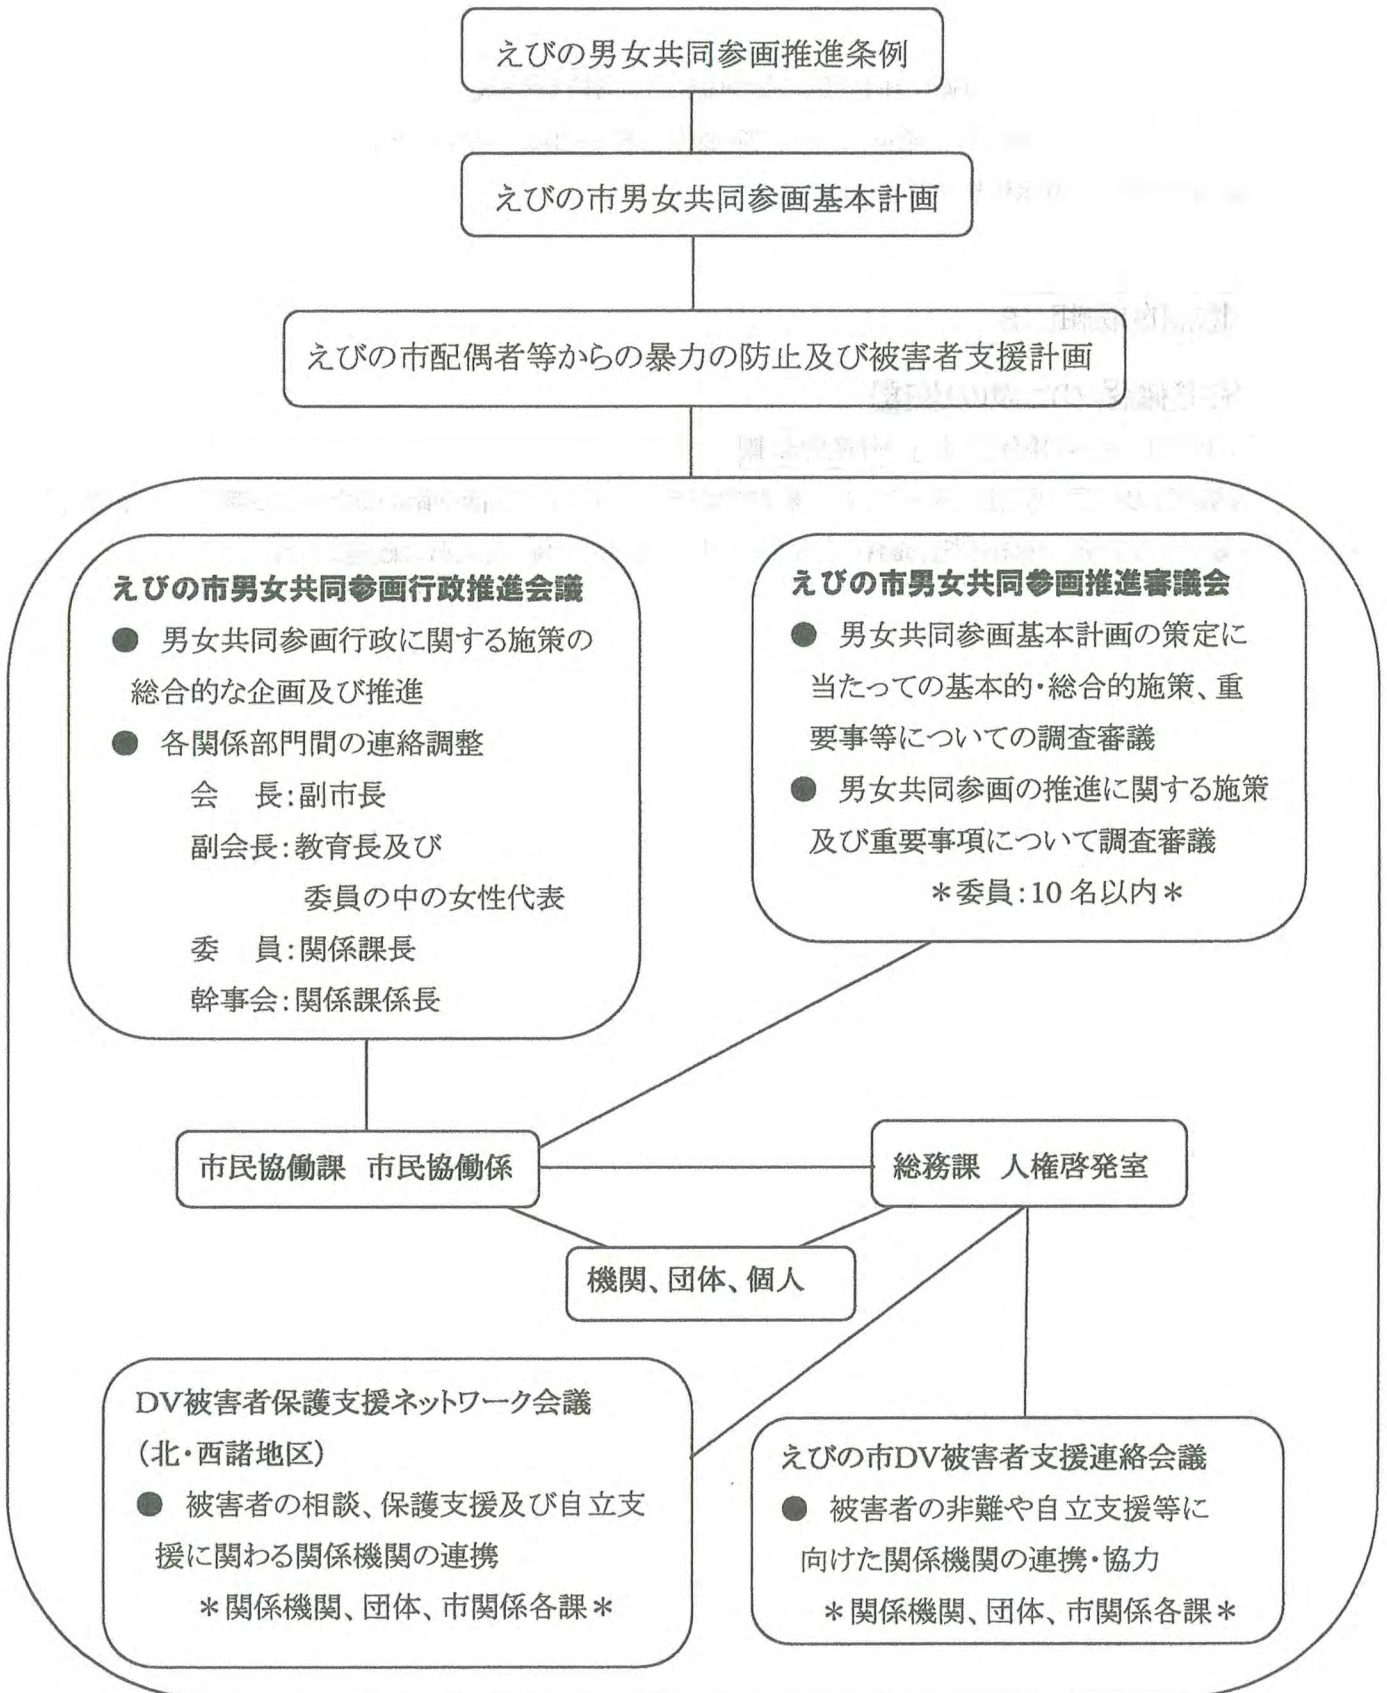 えびの男女共同参画推進条例
えびの市男女共同参画基本計画
えびの市配偶者等からの暴力の防止及び被害者支援計画
えびの市男女共同参画行政推進会議
● 男女共同参画行政に関する施策の
総合的な企画及び推進
● 各関係部門間の連絡調整
会　長:副市長
副会長:教育長及び
委員の中の女性代表
委　員:関係課長
幹事会:関係課係長
えびの市男女共同参画推進審議会
● 男女共同参画基本計画の策定に
当たっての基本的・総合的施策、重
要事等についての調査審議
● 男女共同参画の推進に関する施策
及び重要事項について調査審議
＊委員:10 名以内＊
市民協働課 市民協働係
総務課 人権啓発室
機関、団体、個人
DV被害者保護支援ネットワーク会議
(北・西諸地区)
● 被害者の相談、保護支援及び自立支
援に関わる関係機関の連携
＊関係機関、団体、市関係各課＊
えびの市DV被害者支援連絡会議
● 被害者の非難や自立支援等に
向けた関係機関の連携・協力
＊関係機関、団体、市関係各課＊